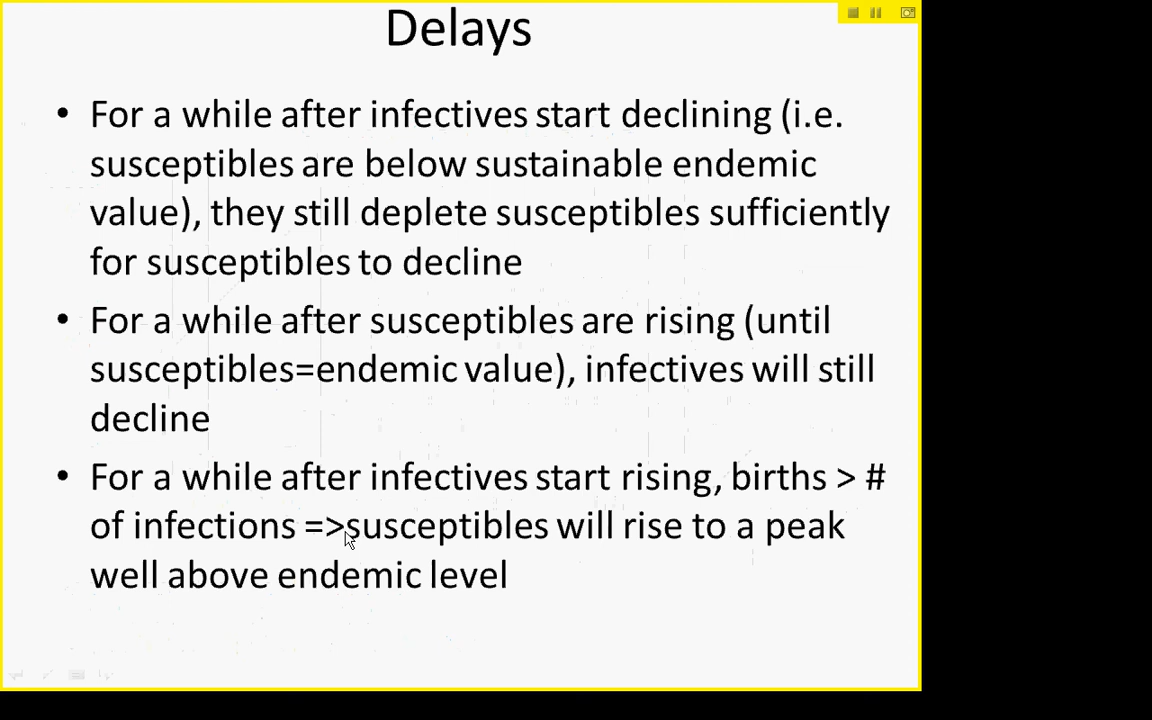 Delays
• For a while after infectives start declining (i.e.
susceptibles are below sustainable endemic
value), they still deplete susceptibles sufficiently
for susceptibles to decline
• For a while after susceptibles are rising (until
susceptibles=endemic value), infectives will still
decline
• For a while after infectives start rising, births > #
of infections =>susceptibles will rise to a peak
well above endemic level